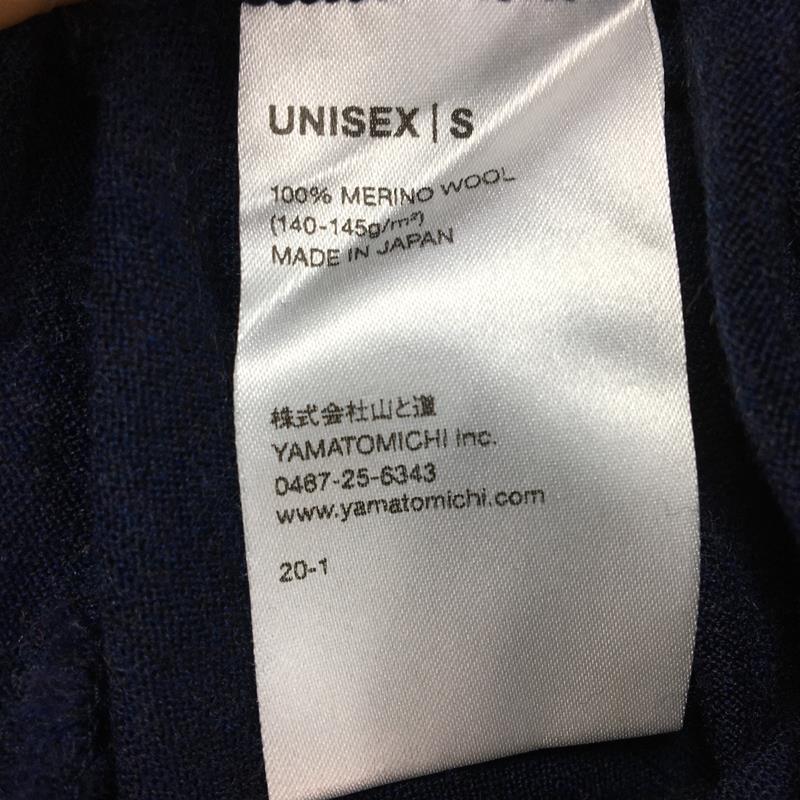 UNISEX | S
100% MERINO WOOL
(140-145g/m²)
MADE IN JAPAN
株式会社山と道
YAMATOMICHI Inc.
0467-25-6343
www.yamatomichi.com
20-1